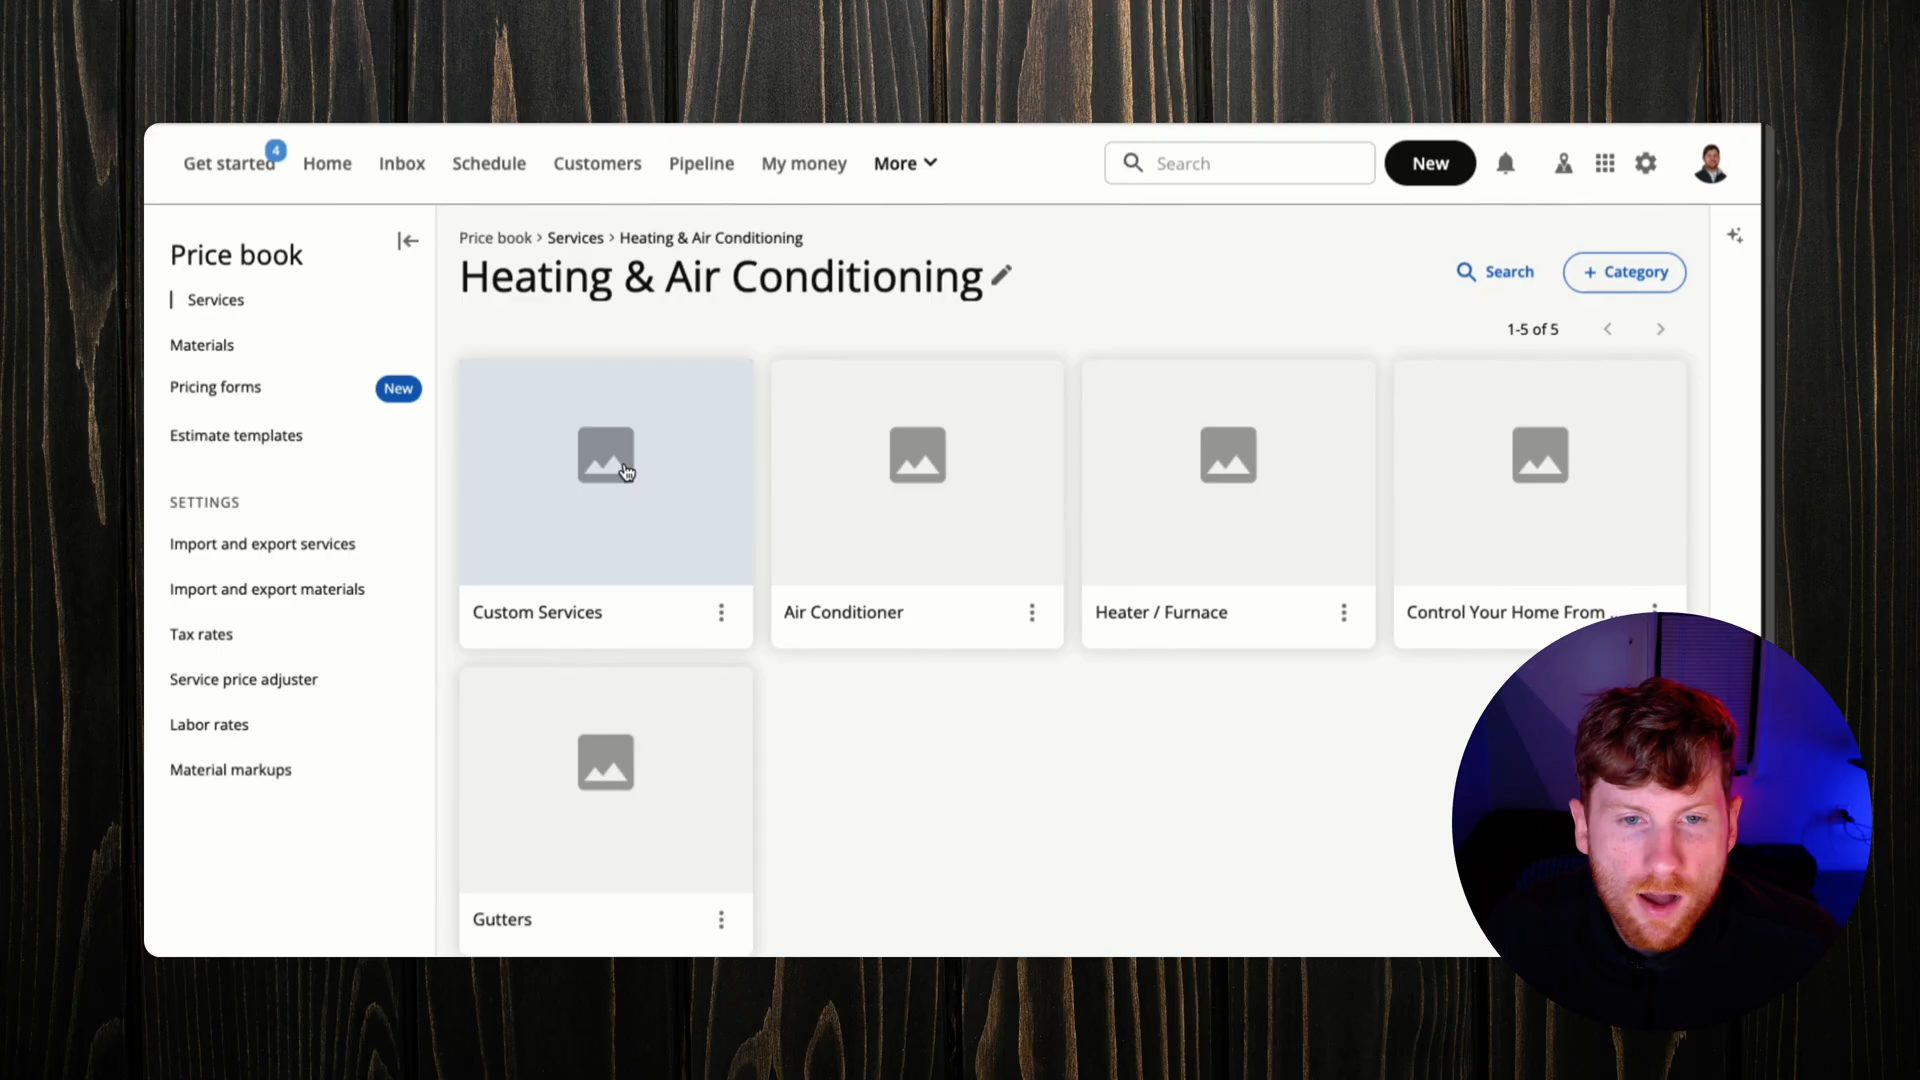 Get started 4 Home Inbox Schedule Customers Pipeline My money More Search New
Price book
Services
Materials
Pricing forms New
Estimate templates
SETTINGS
Import and export services
Import and export materials
Tax rates
Service price adjuster
Labor rates
Material markups
Price book › Services › Heating & Air Conditioning
Heating & Air Conditioning
Search + Category
1-5 of 5
Custom Services
Air Conditioner
Heater / Furnace
Control Your Home From ...
Gutters